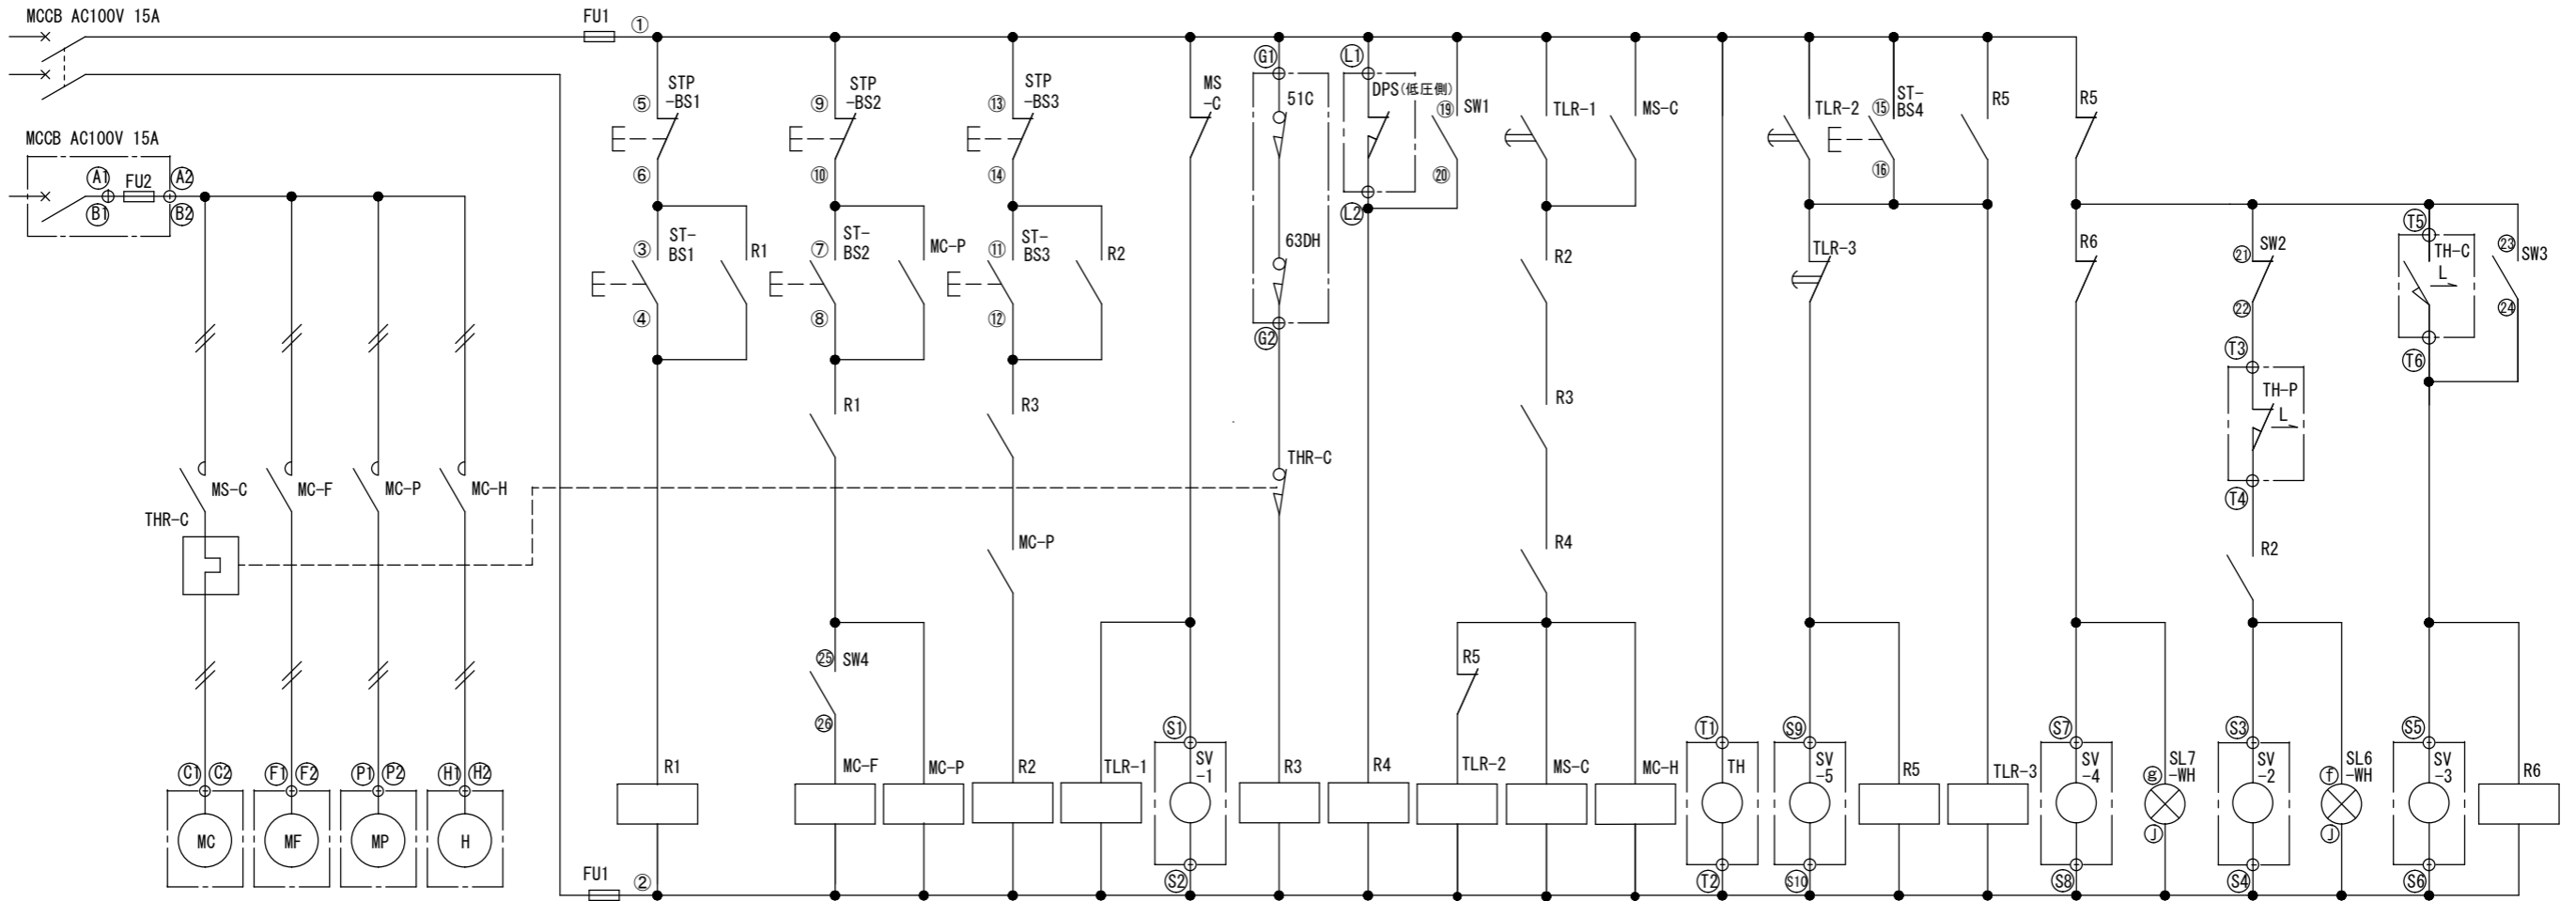 MCCB AC100V 15A
FU1
①
MCCB AC100V 15A
A1
FU2
A2
B1
B2
STP
-BS1
⑤
⑥
STP
-BS2
⑨
⑩
STP
-BS3
⑬
⑭
MS
-C
G1
51C
63DH
G2
L1
DPS(低圧側)
L2
⑲
SW1
⑳
TLR-1
MS-C
TLR-2
⑮
ST-
BS4
⑯
R5
R5
③
ST-
BS1
④
R1
⑦
ST-
BS2
⑧
MC-P
⑪
ST-
BS3
⑫
R2
R2
TLR-3
R6
㉑
SW2
㉒
T5
TH-C
L
T6
㉓
SW3
㉔
T3
TH-P
L
T4
R1
R3
R3
MS-C
THR-C
MC-F
MC-P
MC-H
THR-C
MC-P
R4
R2
㉕
SW4
㉖
R5
C1
C2
MC
F1
F2
MF
P1
P2
MP
H1
H2
H
R1
MC-F
MC-P
R2
TLR-1
S1
SV
-1
S2
R3
R4
TLR-2
MS-C
MC-H
T1
TH
T2
S9
SV
-5
S10
R5
TLR-3
S7
SV
-4
S8
g
SL7
-WH
J
S3
SV
-2
S4
f
SL6
-WH
J
S5
SV
-3
S6
R6
FU1
②